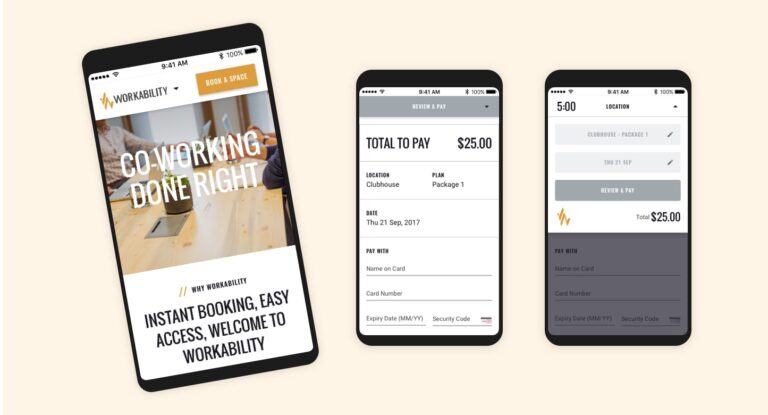 9:41 AM
100%
WORKABILITY
BOOK A SPACE
CO-WORKING
DONE RIGHT
// WHY WORKABILITY
INSTANT BOOKING, EASY
ACCESS, WELCOME TO
WORKABILITY
9:41 AM 100%
REVIEW & PAY
TOTAL TO PAY $25.00
LOCATION PLAN
Clubhouse Package 1
DATE
Thu 21 Sep, 2017
PAY WITH
Name on Card
Card Number
Expiry Date (MM/YY) Security Code
9:41 AM 100%
5:00 LOCATION
CLUBHOUSE - PACKAGE 1
THU 21 SEP
REVIEW & PAY
Total $25.00
PAY WITH
Name on Card
Card Number
Expiry Date (MM/YY) Security Code